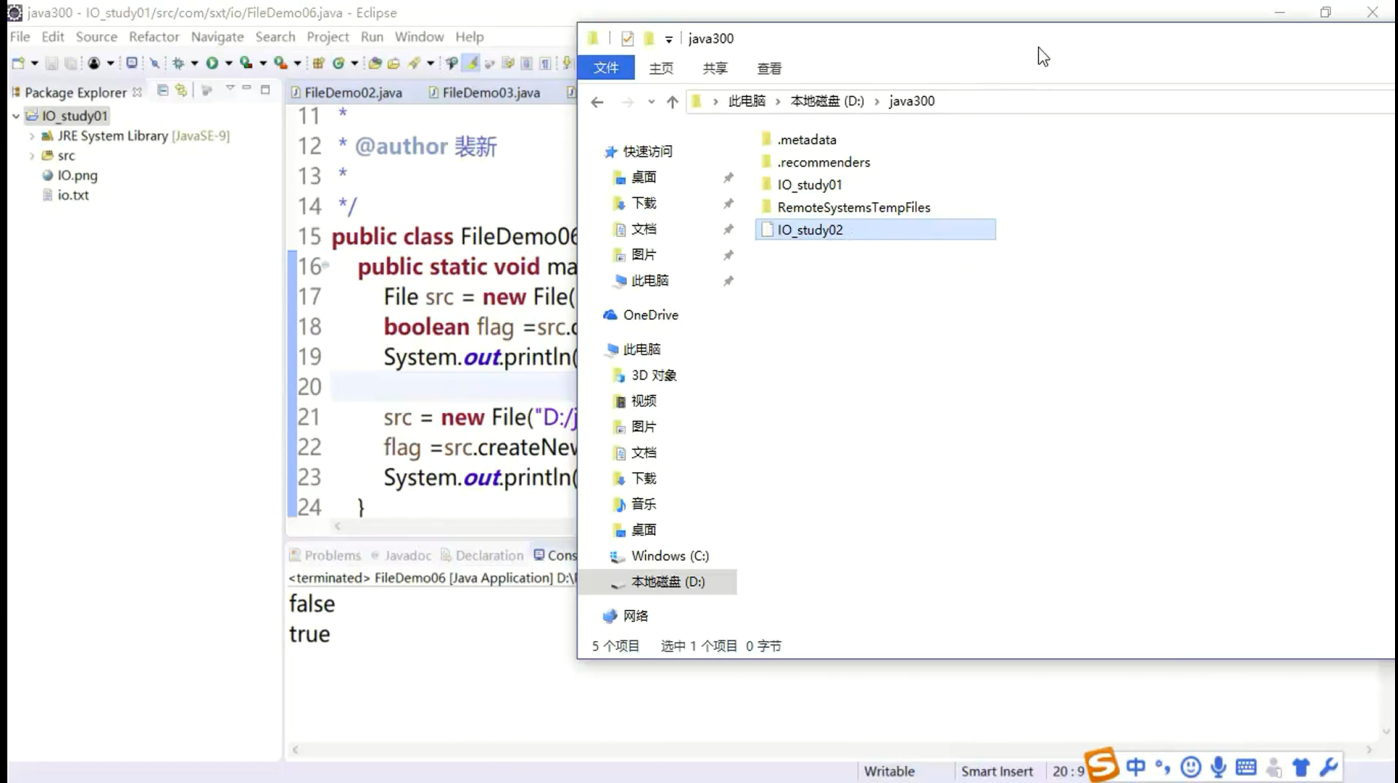 java300 - IO_study01/src/com/sxt/io/FileDemo06.java - Eclipse
File Edit Source Refactor Navigate Search Project Run Window Help
Package Explorer
IO_study01
JRE System Library [JavaSE-9]
src
IO.png
io.txt
FileDemo02.java FileDemo03.java
11 *
12 * @author 裴新
13 *
14 */
15 public class FileDemo06
16 public static void ma
17 File src = new File(
18 boolean flag =src.c
19 System.out.println(
20
21 src = new File("D:/j
22 flag =src.createNew
23 System.out.println(
24 }
Problems Javadoc Declaration Cons
<terminated> FileDemo06 [Java Application] D:\
false
true
java300
文件 主页 共享 查看
此电脑 › 本地磁盘 (D:) › java300
快速访问
桌面
下载
文档
图片
此电脑
OneDrive
此电脑
3D 对象
视频
图片
文档
下载
音乐
桌面
Windows (C:)
本地磁盘 (D:)
网络
.metadata
.recommenders
IO_study01
RemoteSystemsTempFiles
IO_study02
5 个项目 选中 1 个项目 0 字节
Writable Smart Insert 20 : 9
S 中